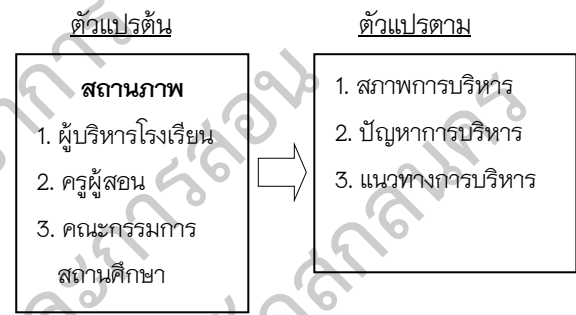 ตัวแปรต้น
สถานภาพ
1. ผู้บริหารโรงเรียน
2. ครูผู้สอน
3. คณะกรรมการ
สถานศึกษา
ตัวแปรตาม
1. สภาพการบริหาร
2. ปัญหาการบริหาร
3. แนวทางการบริหาร